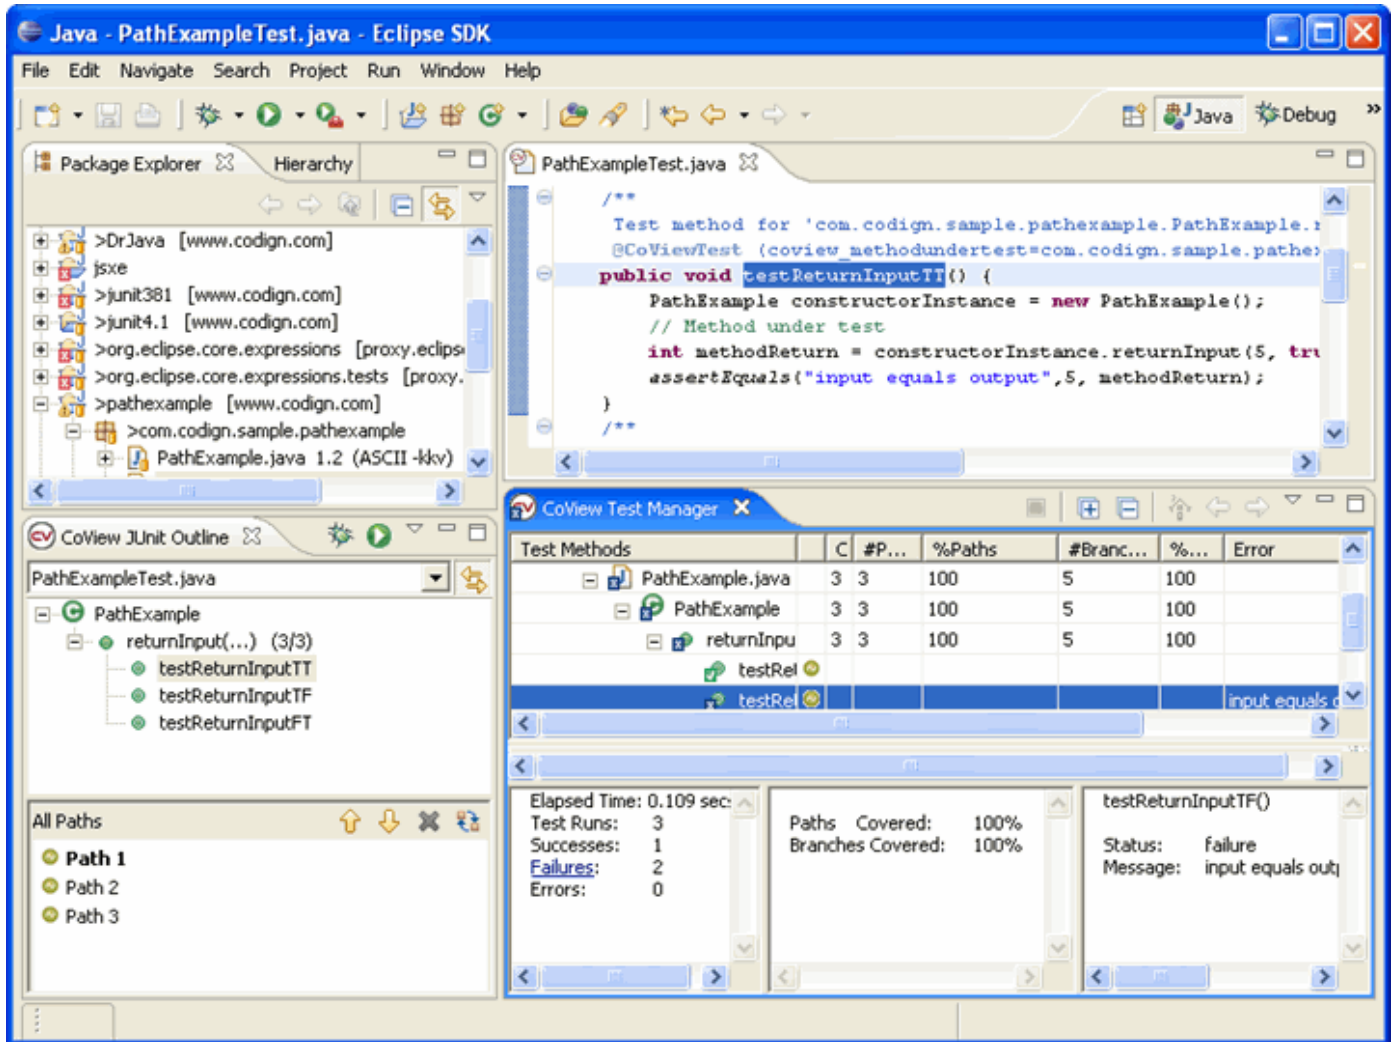 Java - PathExampleTest.java - Eclipse SDK
File Edit Navigate Search Project Run Window Help
Java Debug »
Package Explorer Hierarchy
>DrJava [www.codign.com]
jsxe
>junit381 [www.codign.com]
>junit4.1 [www.codign.com]
>org.eclipse.core.expressions [proxy.eclips
>org.eclipse.core.expressions.tests [proxy.
>pathexample [www.codign.com]
>com.codign.sample.pathexample
PathExample.java 1.2 (ASCII -kkv)
PathExampleTest.java
/**
Test method for 'com.codign.sample.pathexample.PathExample.r
@CoViewTest (coview_methodundertest=com.codign.sample.pathex
public void testReturnInputTT() {
PathExample constructorInstance = new PathExample();
// Method under test
int methodReturn = constructorInstance.returnInput(5, tru
assertEquals("input equals output",5, methodReturn);
}
/**
CoView JUnit Outline
PathExampleTest.java
PathExample
returnInput(...) (3/3)
testReturnInputTT
testReturnInputTF
testReturnInputFT
All Paths
Path 1
Path 2
Path 3
CoView Test Manager
Test Methods C #P... %Paths #Branc... %... Error
PathExample.java 3 3 100 5 100
PathExample 3 3 100 5 100
returnInpu 3 3 100 5 100
testRel
testRel input equals o
Elapsed Time: 0.109 sec:
Test Runs: 3
Successes: 1
Failures: 2
Errors: 0
Paths Covered: 100%
Branches Covered: 100%
testReturnInputTF()
Status: failure
Message: input equals outp